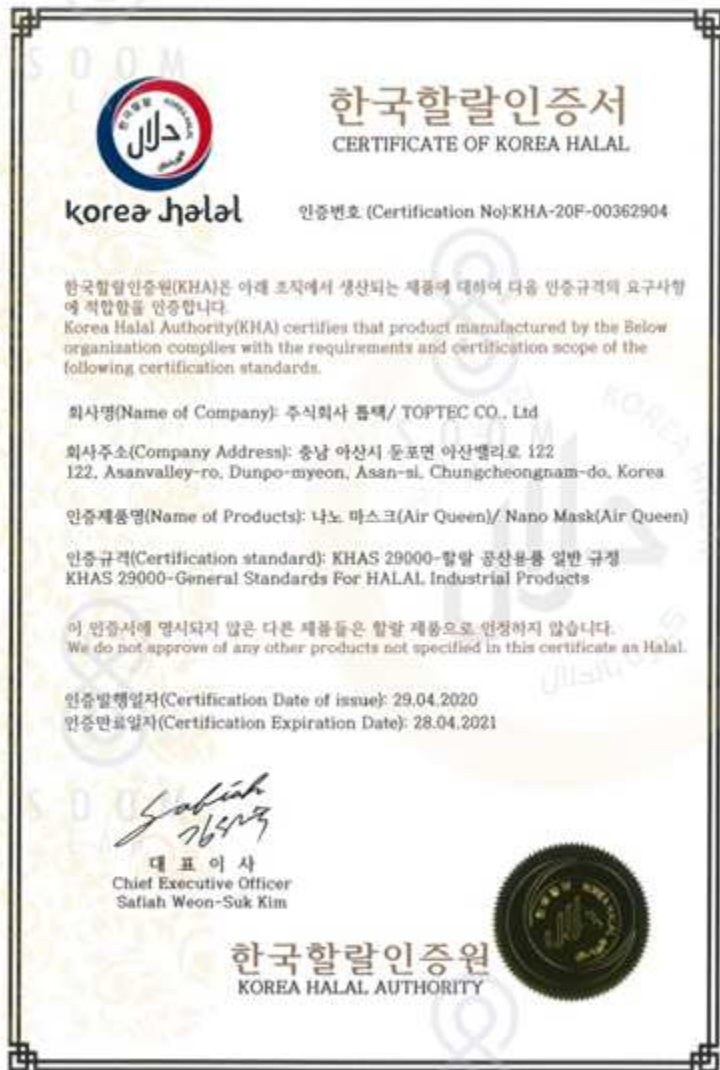 한국할랄
KOREA HALAL
حلال
korea halal
한국할랄인증서
CERTIFICATE OF KOREA HALAL
인증번호 (Certification No):KHA-20F-00362904
한국할랄인증원(KHA)은 아래 조직에서 생산되는 제품에 대하여 다음 인증규격의 요구사항
에 적합함을 인증합니다.
Korea Halal Authority(KHA) certifies that product manufactured by the Below
organization complies with the requirements and certification scope of the
following certification standards.
회사명(Name of Company): 주식회사 톱텍/ TOPTEC CO., Ltd
회사주소(Company Address): 충남 아산시 둔포면 아산밸리로 122
122, Asanvalley-ro, Dunpo-myeon, Asan-si, Chungcheongnam-do, Korea
인증제품명(Name of Products): 나노 마스크(Air Queen)/ Nano Mask(Air Queen)
인증규격(Certification standard): KHAS 29000-할랄 공산용품 일반 규정
KHAS 29000-General Standards For HALAL Industrial Products
이 인증서에 명시되지 않은 다른 제품들은 할랄 제품으로 인정하지 않습니다.
We do not approve of any other products not specified in this certificate as Halal.
인증발행일자(Certification Date of issue): 29.04.2020
인증만료일자(Certification Expiration Date): 28.04.2021
Safiah
대 표 이 사
Chief Executive Officer
Safiah Weon-Suk Kim
한국할랄인증원
KOREA HALAL AUTHORITY